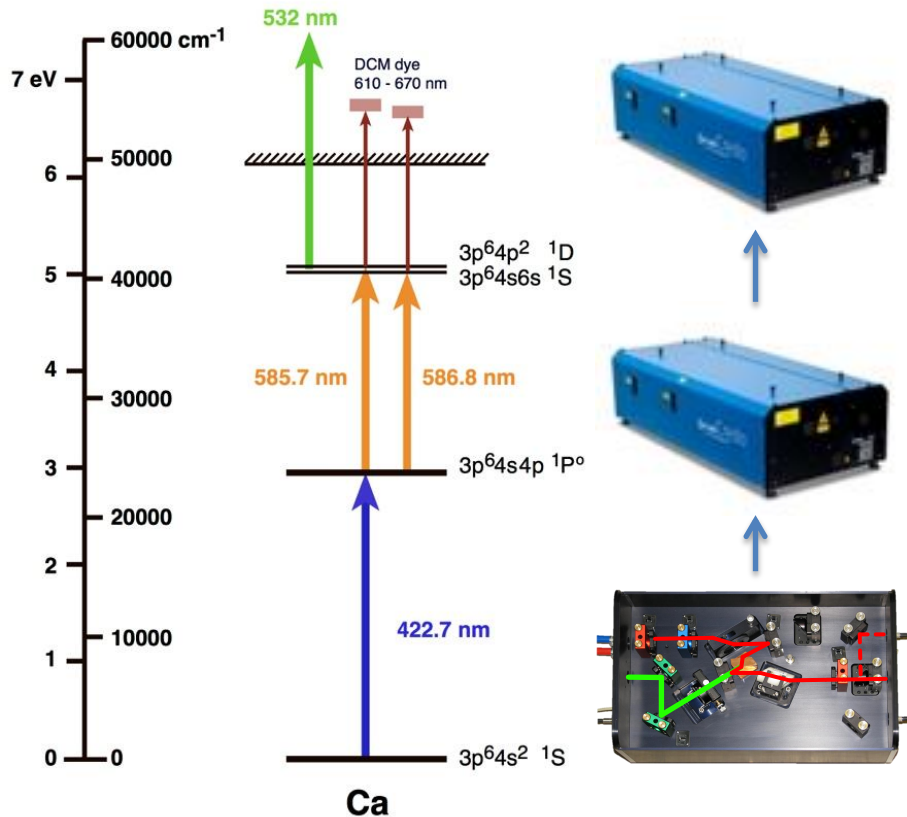 532 nm
60000 cm-1
7 eV
DCM dye
610 - 670 nm
50000
6
3p64p2 1D
5
40000
3p64s6s 1S
585.7 nm
586.8 nm
4
30000
3
3p64s4p 1Po
20000
2
422.7 nm
10000
1
0
0
3p64s2 1S
Ca